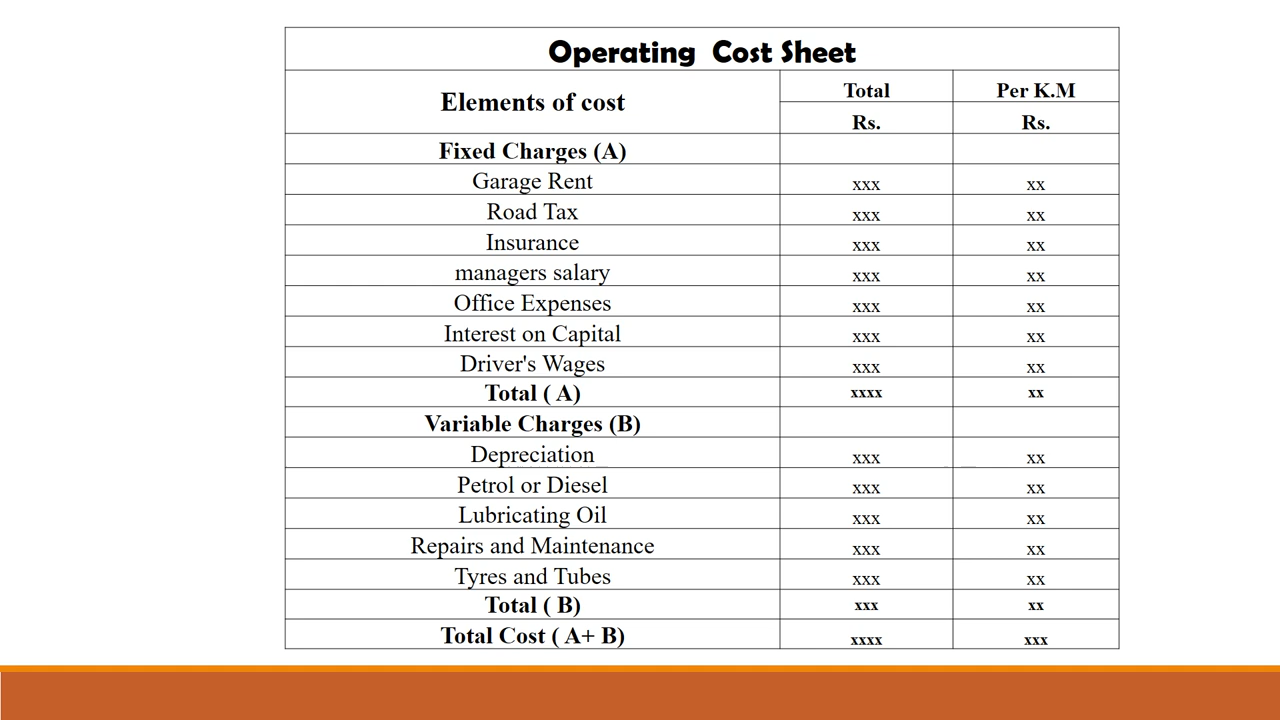 Operating Cost Sheet
Elements of cost Total Per K.M
Rs. Rs.
Fixed Charges (A)
Garage Rent xxx xx
Road Tax xxx xx
Insurance xxx xx
managers salary xxx xx
Office Expenses xxx xx
Interest on Capital xxx xx
Driver's Wages xxx xx
Total ( A) xxxx xx
Variable Charges (B)
Depreciation xxx xx
Petrol or Diesel xxx xx
Lubricating Oil xxx xx
Repairs and Maintenance xxx xx
Tyres and Tubes xxx xx
Total ( B) xxx xx
Total Cost ( A+ B) xxxx xxx